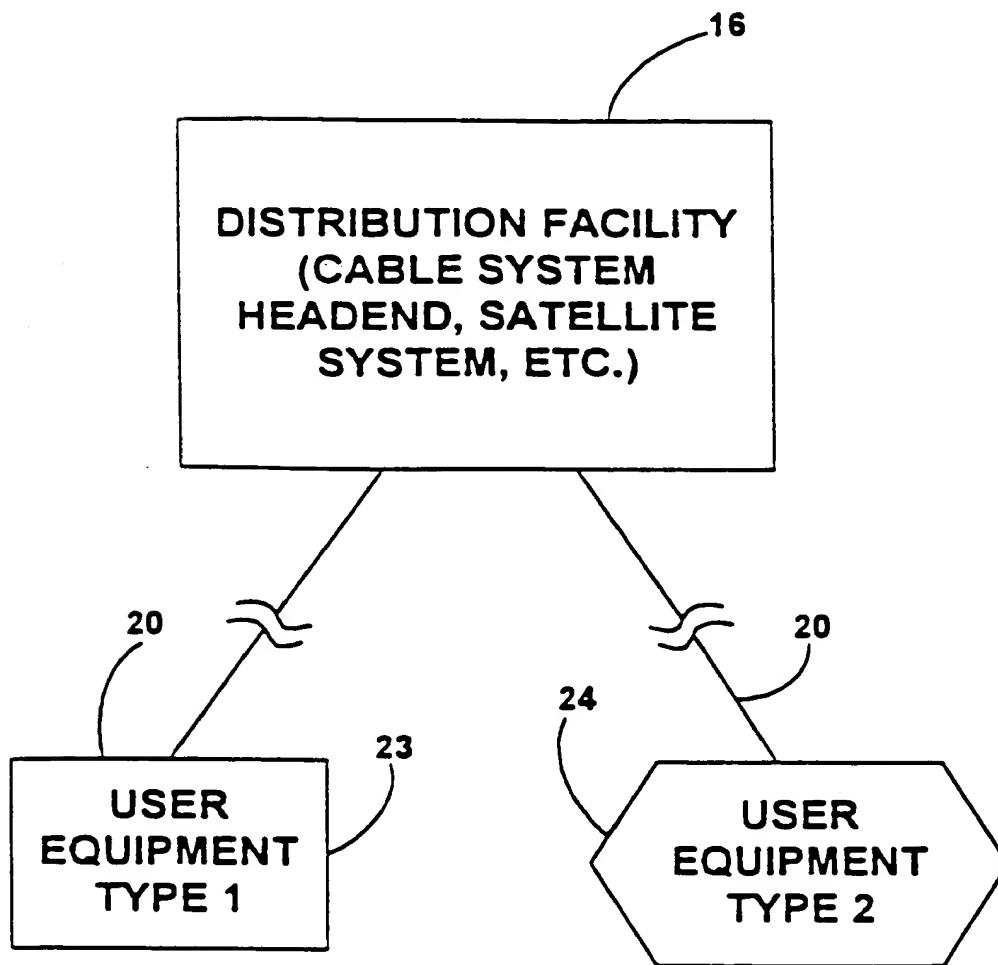 16
DISTRIBUTION FACILITY
(CABLE SYSTEM
HEADEND, SATELLITE
SYSTEM, ETC.)
20
20
23
24
USER
EQUIPMENT
TYPE 1
USER
EQUIPMENT
TYPE 2